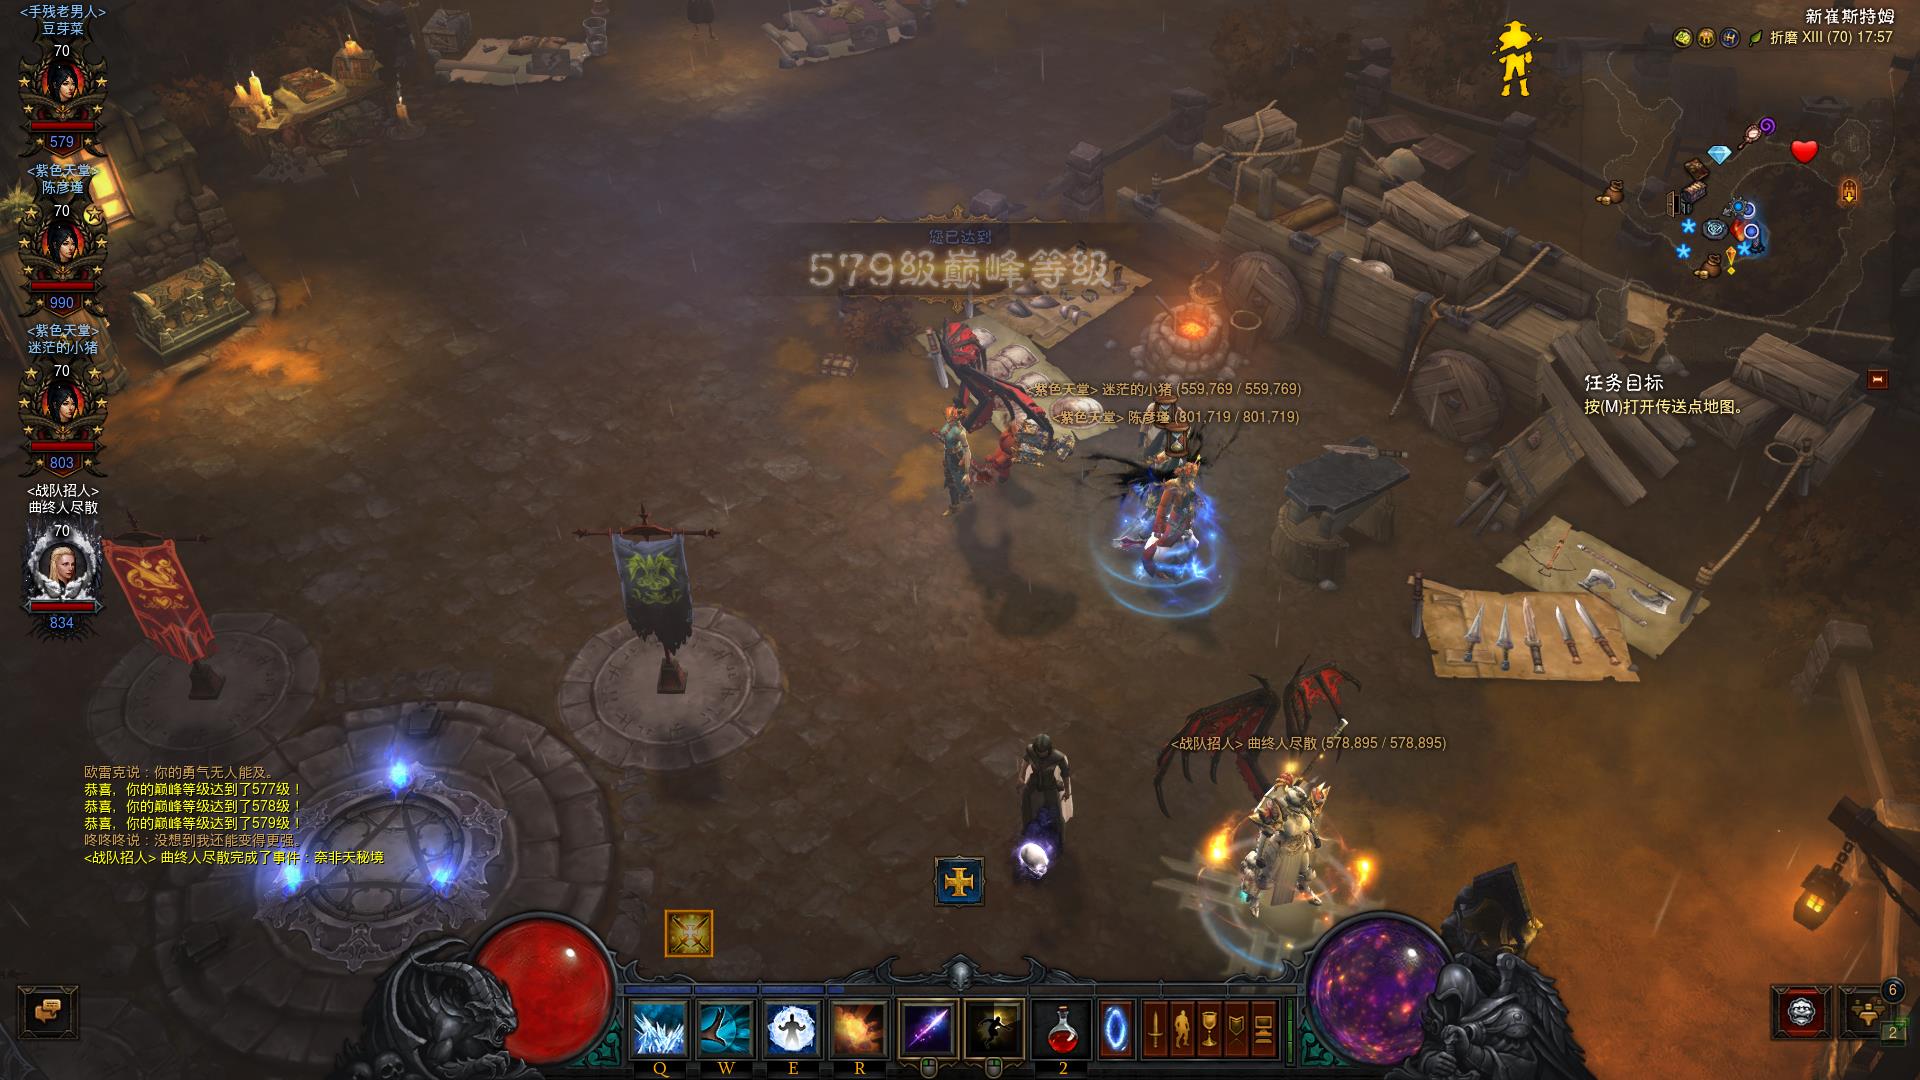 <手残老男人>
豆芽菜
70
579
<紫色天堂>
陈彦瑾
70
990
<紫色天堂>
迷茫的小猪
70
803
<战队招人>
曲终人尽散
70
834
新崔斯特姆
折磨 XIII (70) 17:57
您已达到
579级巅峰等级
<紫色天堂> 迷茫的小猪 (559,769 / 559,769)
<紫色天堂> 陈彦瑾 (801,719 / 801,719)
任务目标
按(M)打开传送点地图。
<战队招人> 曲终人尽散 (578,895 / 578,895)
欧雷克说：你的勇气无人能及。
恭喜，你的巅峰等级达到了577级！
恭喜，你的巅峰等级达到了578级！
恭喜，你的巅峰等级达到了579级！
咚咚咚说：没想到我还能变得更强。
<战队招人> 曲终人尽散完成了事件：奈非天秘境
Q
W
E
R
2
6
2